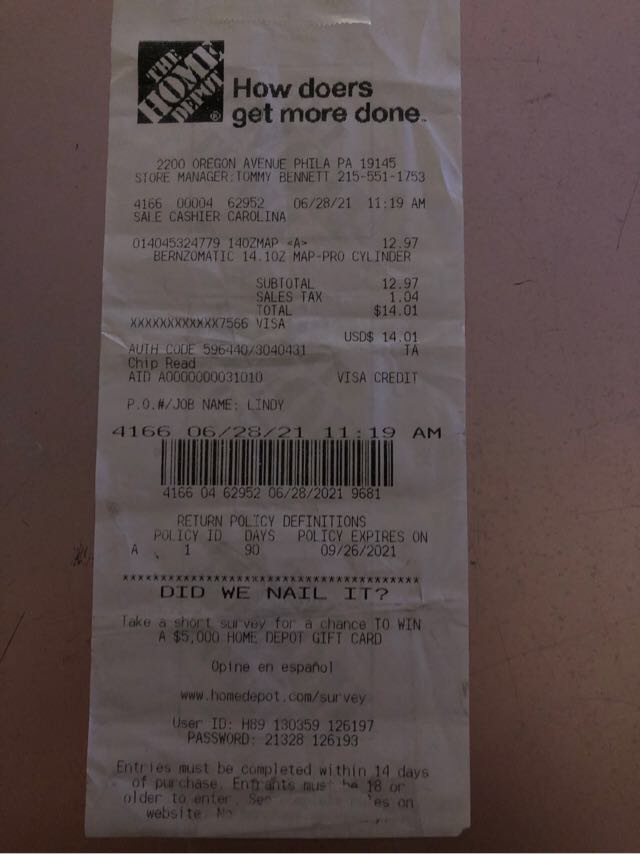 THE
HOME
DEPOT
®
How doers
get more done.
2200 OREGON AVENUE PHILA PA 19145
STORE MANAGER:TOMMY BENNETT 215-551-1753
4166 00004 62952 06/28/21 11:19 AM
SALE CASHIER CAROLINA
014045324779 14OZMAP <A> 12.97
BERNZOMATIC 14.1OZ MAP-PRO CYLINDER
SUBTOTAL 12.97
SALES TAX 1.04
TOTAL $14.01
XXXXXXXXXXXX7566 VISA
USD$ 14.01
AUTH CODE 596440/3040431 TA
Chip Read
AID A0000000031010 VISA CREDIT
P.O.#/JOB NAME: LINDY
4166 06/28/21 11:19 AM
4166 04 62952 06/28/2021 9681
RETURN POLICY DEFINITIONS
POLICY ID DAYS POLICY EXPIRES ON
A 1 90 09/26/2021
DID WE NAIL IT?
Take a short survey for a chance TO WIN
A $5,000 HOME DEPOT GIFT CARD
Opine en español
www.homedepot.com/survey
User ID: H89 130359 126197
PASSWORD: 21328 126193
Entries must be completed within 14 days
of purchase. Entrants must be 18 or
older to enter. on
website.